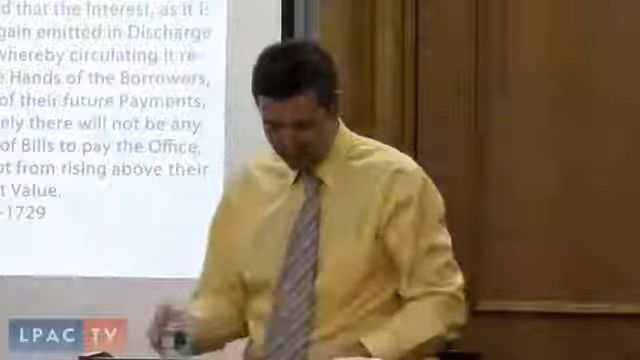 d that the Interest, as it is
gain emitted in Discharge
whereby circulating it re-
e Hands of the Borrowers,
of their future Payments,
ely there will not be any
of Bills to pay the Office,
ot from rising above their
t Value.
-1729
LPAC TV